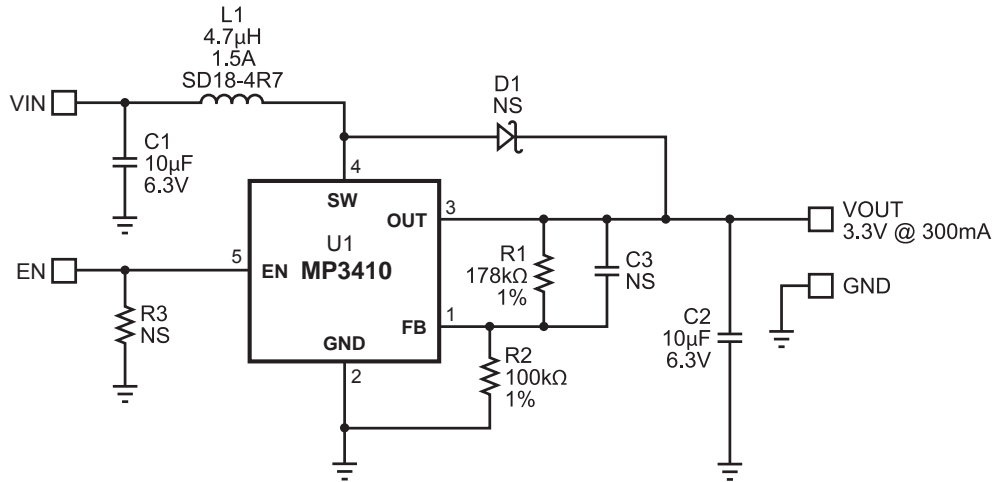 L1
4.7µH
1.5A
SD18-4R7
VIN
C1
10µF
6.3V
D1
NS
4
SW
3
OUT
VOUT
3.3V @ 300mA
U1
MP3410
EN
5
EN
R1
178kΩ
1%
C3
NS
GND
R3
NS
1
FB
GND
2
R2
100kΩ
1%
C2
10µF
6.3V